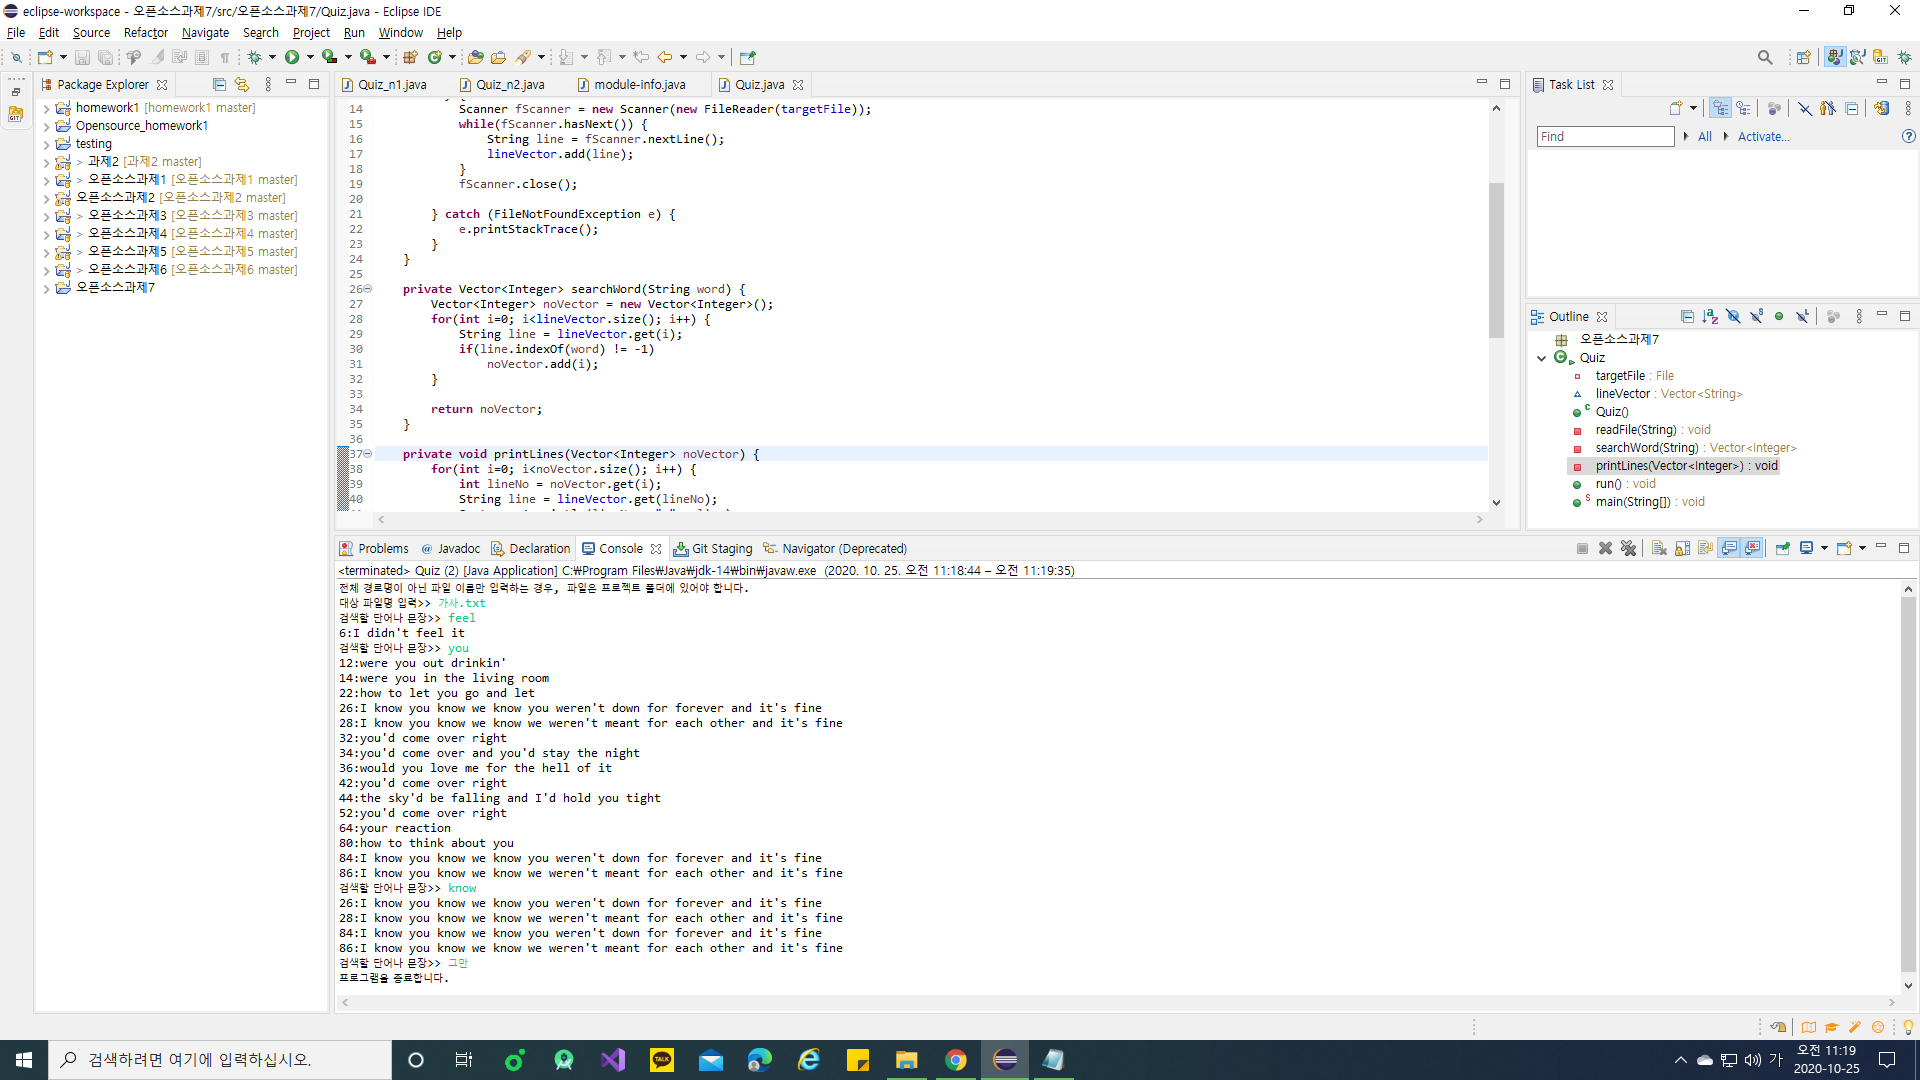 eclipse-workspace - 오픈소스과제7/src/오픈소스과제7/Quiz.java - Eclipse IDE
File Edit Source Refactor Navigate Search Project Run Window Help
Package Explorer
homework1 [homework1 master]
Opensource_homework1
testing
> 과제2 [과제2 master]
> 오픈소스과제1 [오픈소스과제1 master]
오픈소스과제2 [오픈소스과제2 master]
> 오픈소스과제3 [오픈소스과제3 master]
> 오픈소스과제4 [오픈소스과제4 master]
> 오픈소스과제5 [오픈소스과제5 master]
> 오픈소스과제6 [오픈소스과제6 master]
오픈소스과제7
Quiz_n1.java Quiz_n2.java module-info.java Quiz.java
14 Scanner fScanner = new Scanner(new FileReader(targetFile));
15 while(fScanner.hasNext()) {
16 String line = fScanner.nextLine();
17 lineVector.add(line);
18 }
19 fScanner.close();
20
21 } catch (FileNotFoundException e) {
22 e.printStackTrace();
23 }
24 }
25
26 private Vector<Integer> searchWord(String word) {
27 Vector<Integer> noVector = new Vector<Integer>();
28 for(int i=0; i<lineVector.size(); i++) {
29 String line = lineVector.get(i);
30 if(line.indexOf(word) != -1)
31 noVector.add(i);
32 }
33
34 return noVector;
35 }
36
37 private void printLines(Vector<Integer> noVector) {
38 for(int i=0; i<noVector.size(); i++) {
39 int lineNo = noVector.get(i);
40 String line = lineVector.get(lineNo);
Task List
Find All Activate...
Outline
오픈소스과제7
Quiz
targetFile : File
lineVector : Vector<String>
Quiz()
readFile(String) : void
searchWord(String) : Vector<Integer>
printLines(Vector<Integer>) : void
run() : void
main(String[]) : void
Problems @ Javadoc Declaration Console Git Staging Navigator (Deprecated)
<terminated> Quiz (2) [Java Application] C:₩Program Files₩Java₩jdk-14₩bin₩javaw.exe (2020. 10. 25. 오전 11:18:44 – 오전 11:19:35)
전체 경로명이 아닌 파일 이름만 입력하는 경우, 파일은 프로젝트 폴더에 있어야 합니다.
대상 파일명 입력>> 가사.txt
검색할 단어나 문장>> feel
6:I didn't feel it
검색할 단어나 문장>> you
12:were you out drinkin'
14:were you in the living room
22:how to let you go and let
26:I know you know we know you weren't down for forever and it's fine
28:I know you know we know we weren't meant for each other and it's fine
32:you'd come over right
34:you'd come over and you'd stay the night
36:would you love me for the hell of it
42:you'd come over right
44:the sky'd be falling and I'd hold you tight
52:you'd come over right
64:your reaction
80:how to think about you
84:I know you know we know you weren't down for forever and it's fine
86:I know you know we know we weren't meant for each other and it's fine
검색할 단어나 문장>> know
26:I know you know we know you weren't down for forever and it's fine
28:I know you know we know we weren't meant for each other and it's fine
84:I know you know we know you weren't down for forever and it's fine
86:I know you know we know we weren't meant for each other and it's fine
검색할 단어나 문장>> 그만
프로그램을 종료합니다.
검색하려면 여기에 입력하십시오.
TALK
가
오전 11:19
2020-10-25